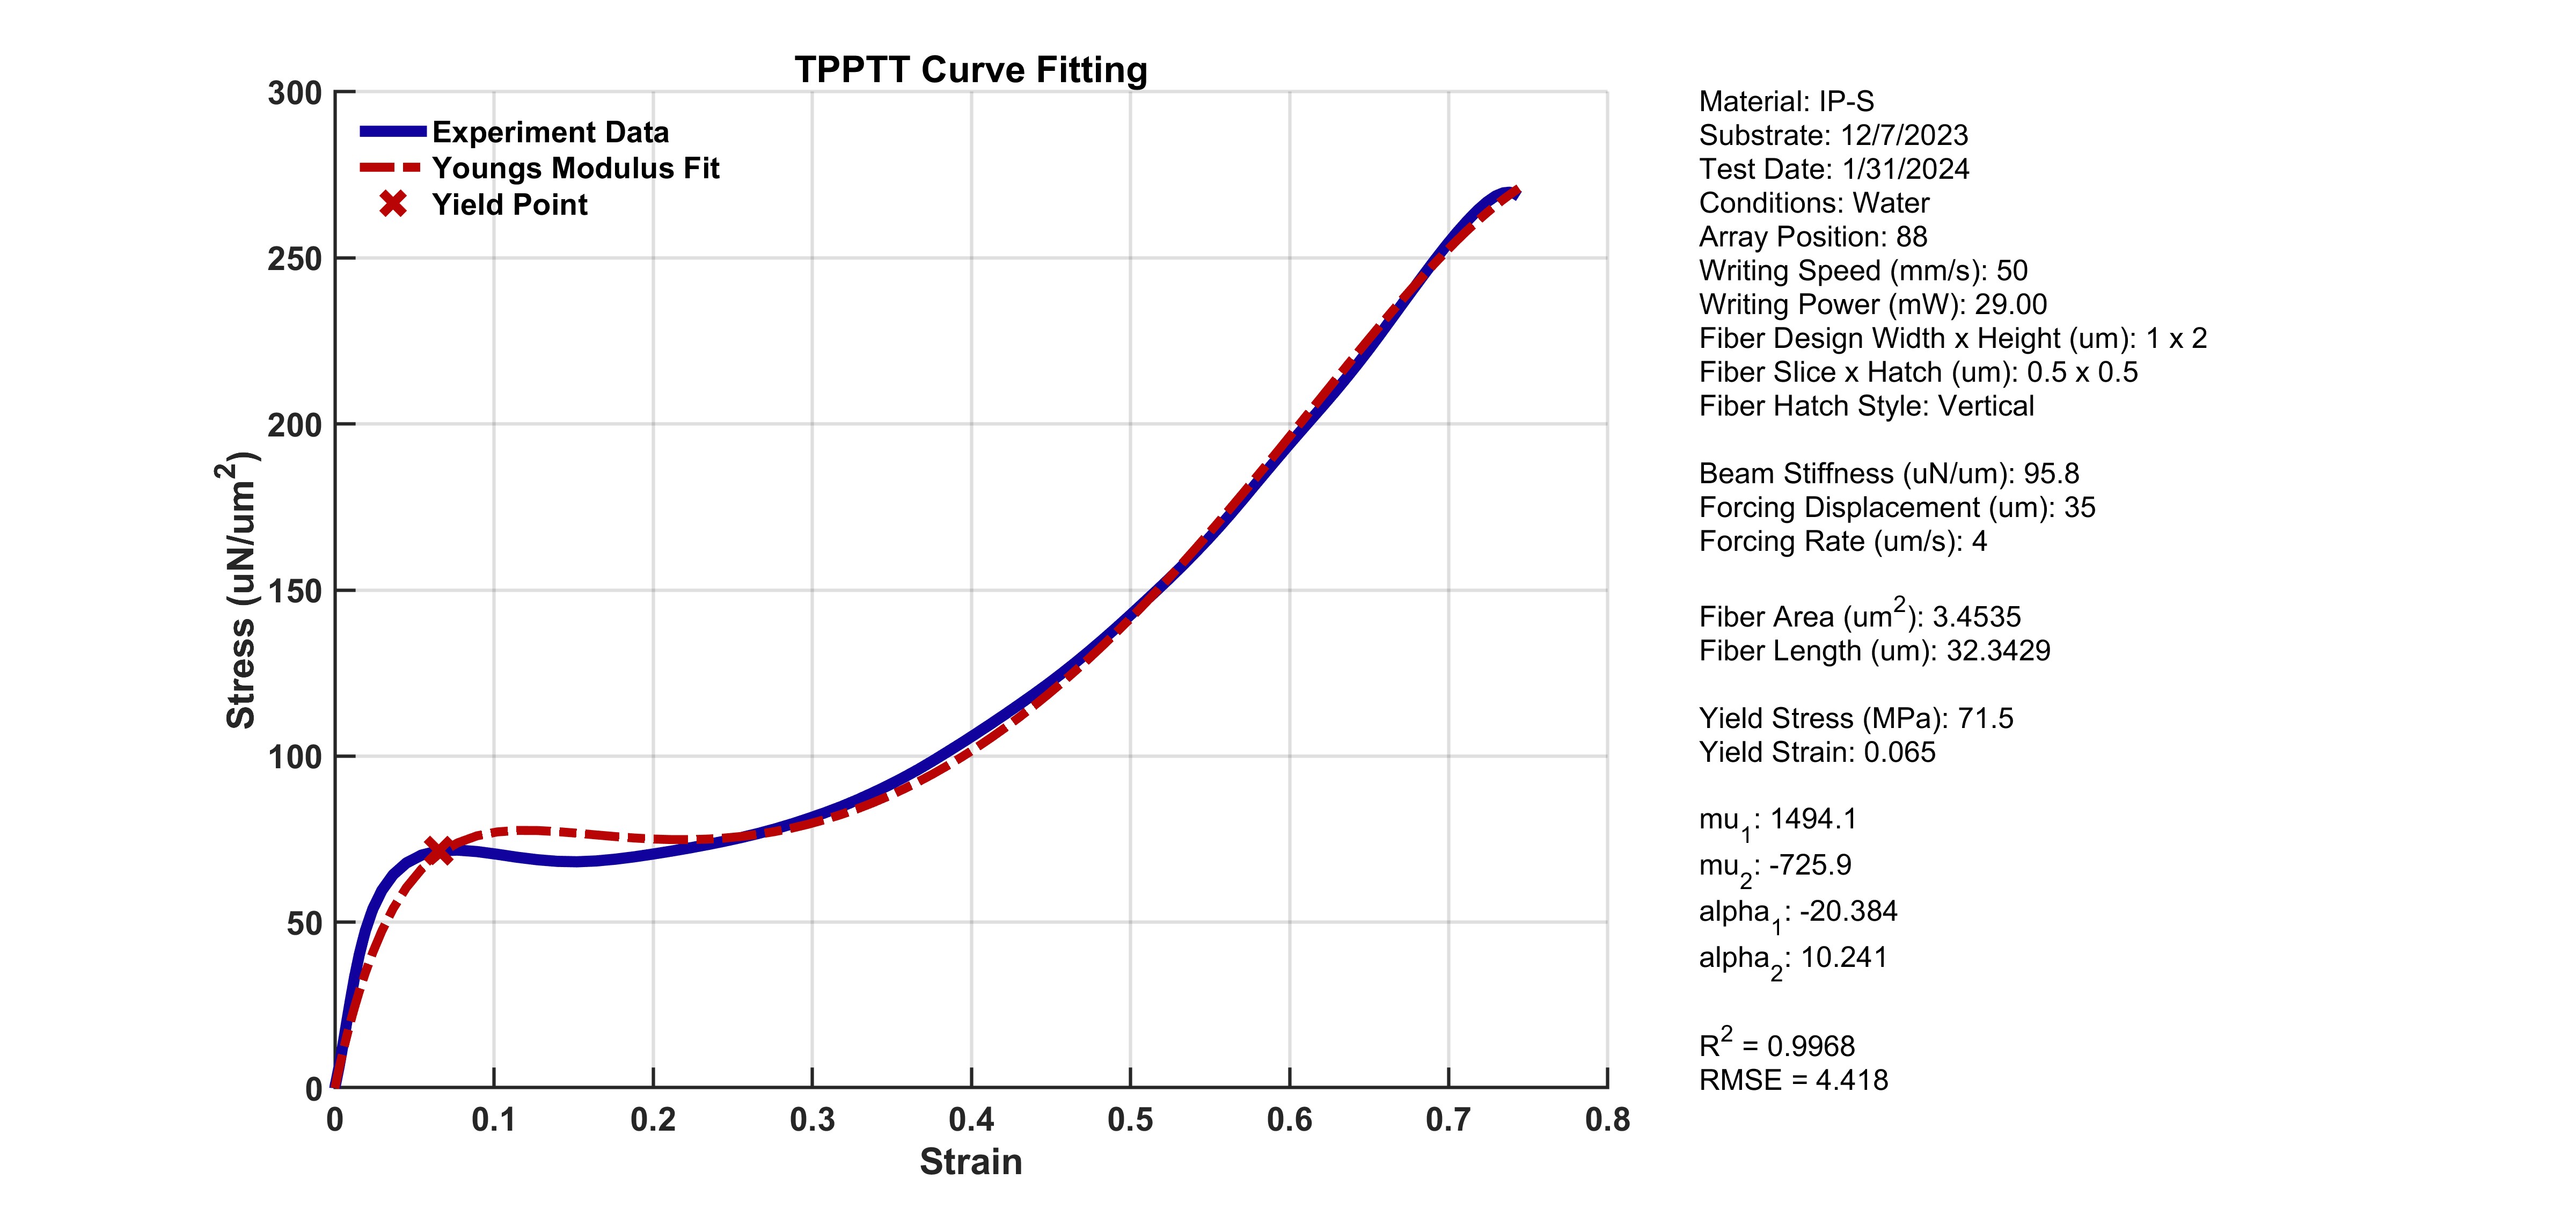 TPPTT Curve Fitting
300
250
200
150
100
50
0
Stress (uN/um²)
Experiment Data
Youngs Modulus Fit
Yield Point
0 0.1 0.2 0.3 0.4 0.5 0.6 0.7 0.8
Strain
Material: IP-S
Substrate: 12/7/2023
Test Date: 1/31/2024
Conditions: Water
Array Position: 88
Writing Speed (mm/s): 50
Writing Power (mW): 29.00
Fiber Design Width x Height (um): 1 x 2
Fiber Slice x Hatch (um): 0.5 x 0.5
Fiber Hatch Style: Vertical
Beam Stiffness (uN/um): 95.8
Forcing Displacement (um): 35
Forcing Rate (um/s): 4
Fiber Area (um²): 3.4535
Fiber Length (um): 32.3429
Yield Stress (MPa): 71.5
Yield Strain: 0.065
mu₁: 1494.1
mu₂: -725.9
alpha₁: -20.384
alpha₂: 10.241
R² = 0.9968
RMSE = 4.418